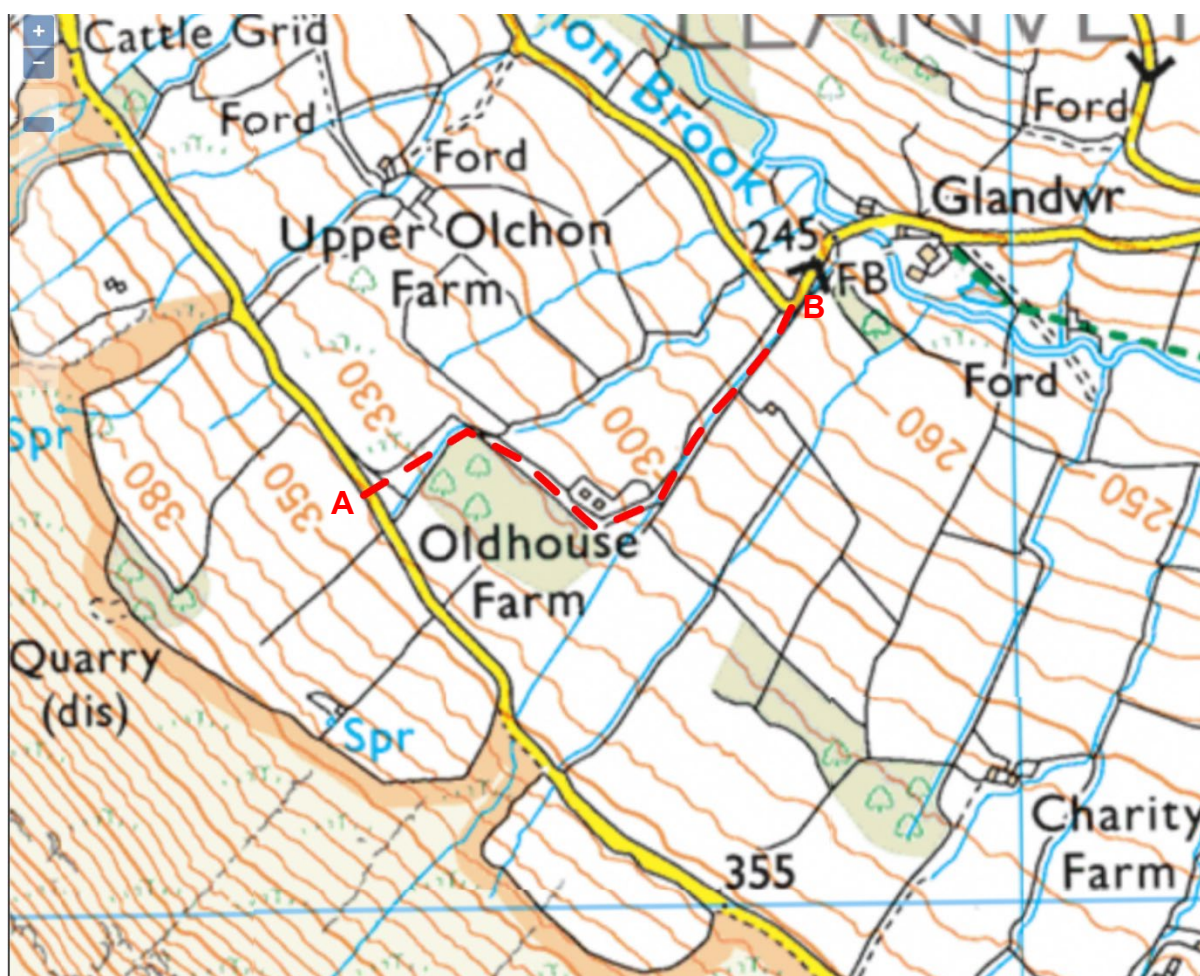 +
−
Cattle Grid
LLANVEY
Ford
Ford
Ford
Brook
Glandwr
Upper Olchon
Farm
245
FB
B
Ford
330
300
260
250
Spr
380
350
A
Oldhouse
Farm
Quarry
(dis)
Spr
355
Charity
Farm